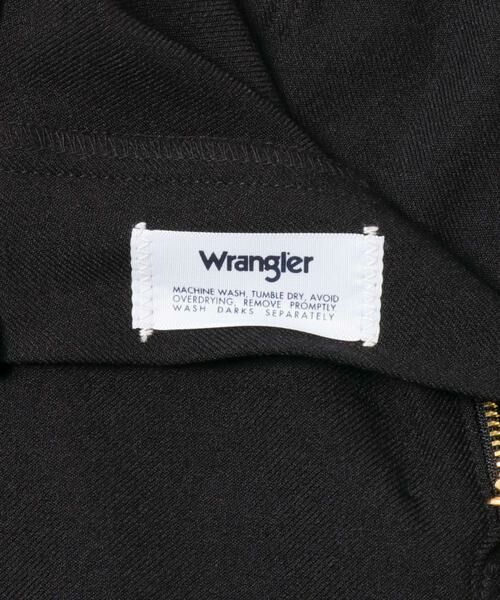 Wrangler
MACHINE WASH, TUMBLE DRY, AVOID
OVERDRYING, REMOVE PROMPTLY
WASH DARKS SEPARATELY